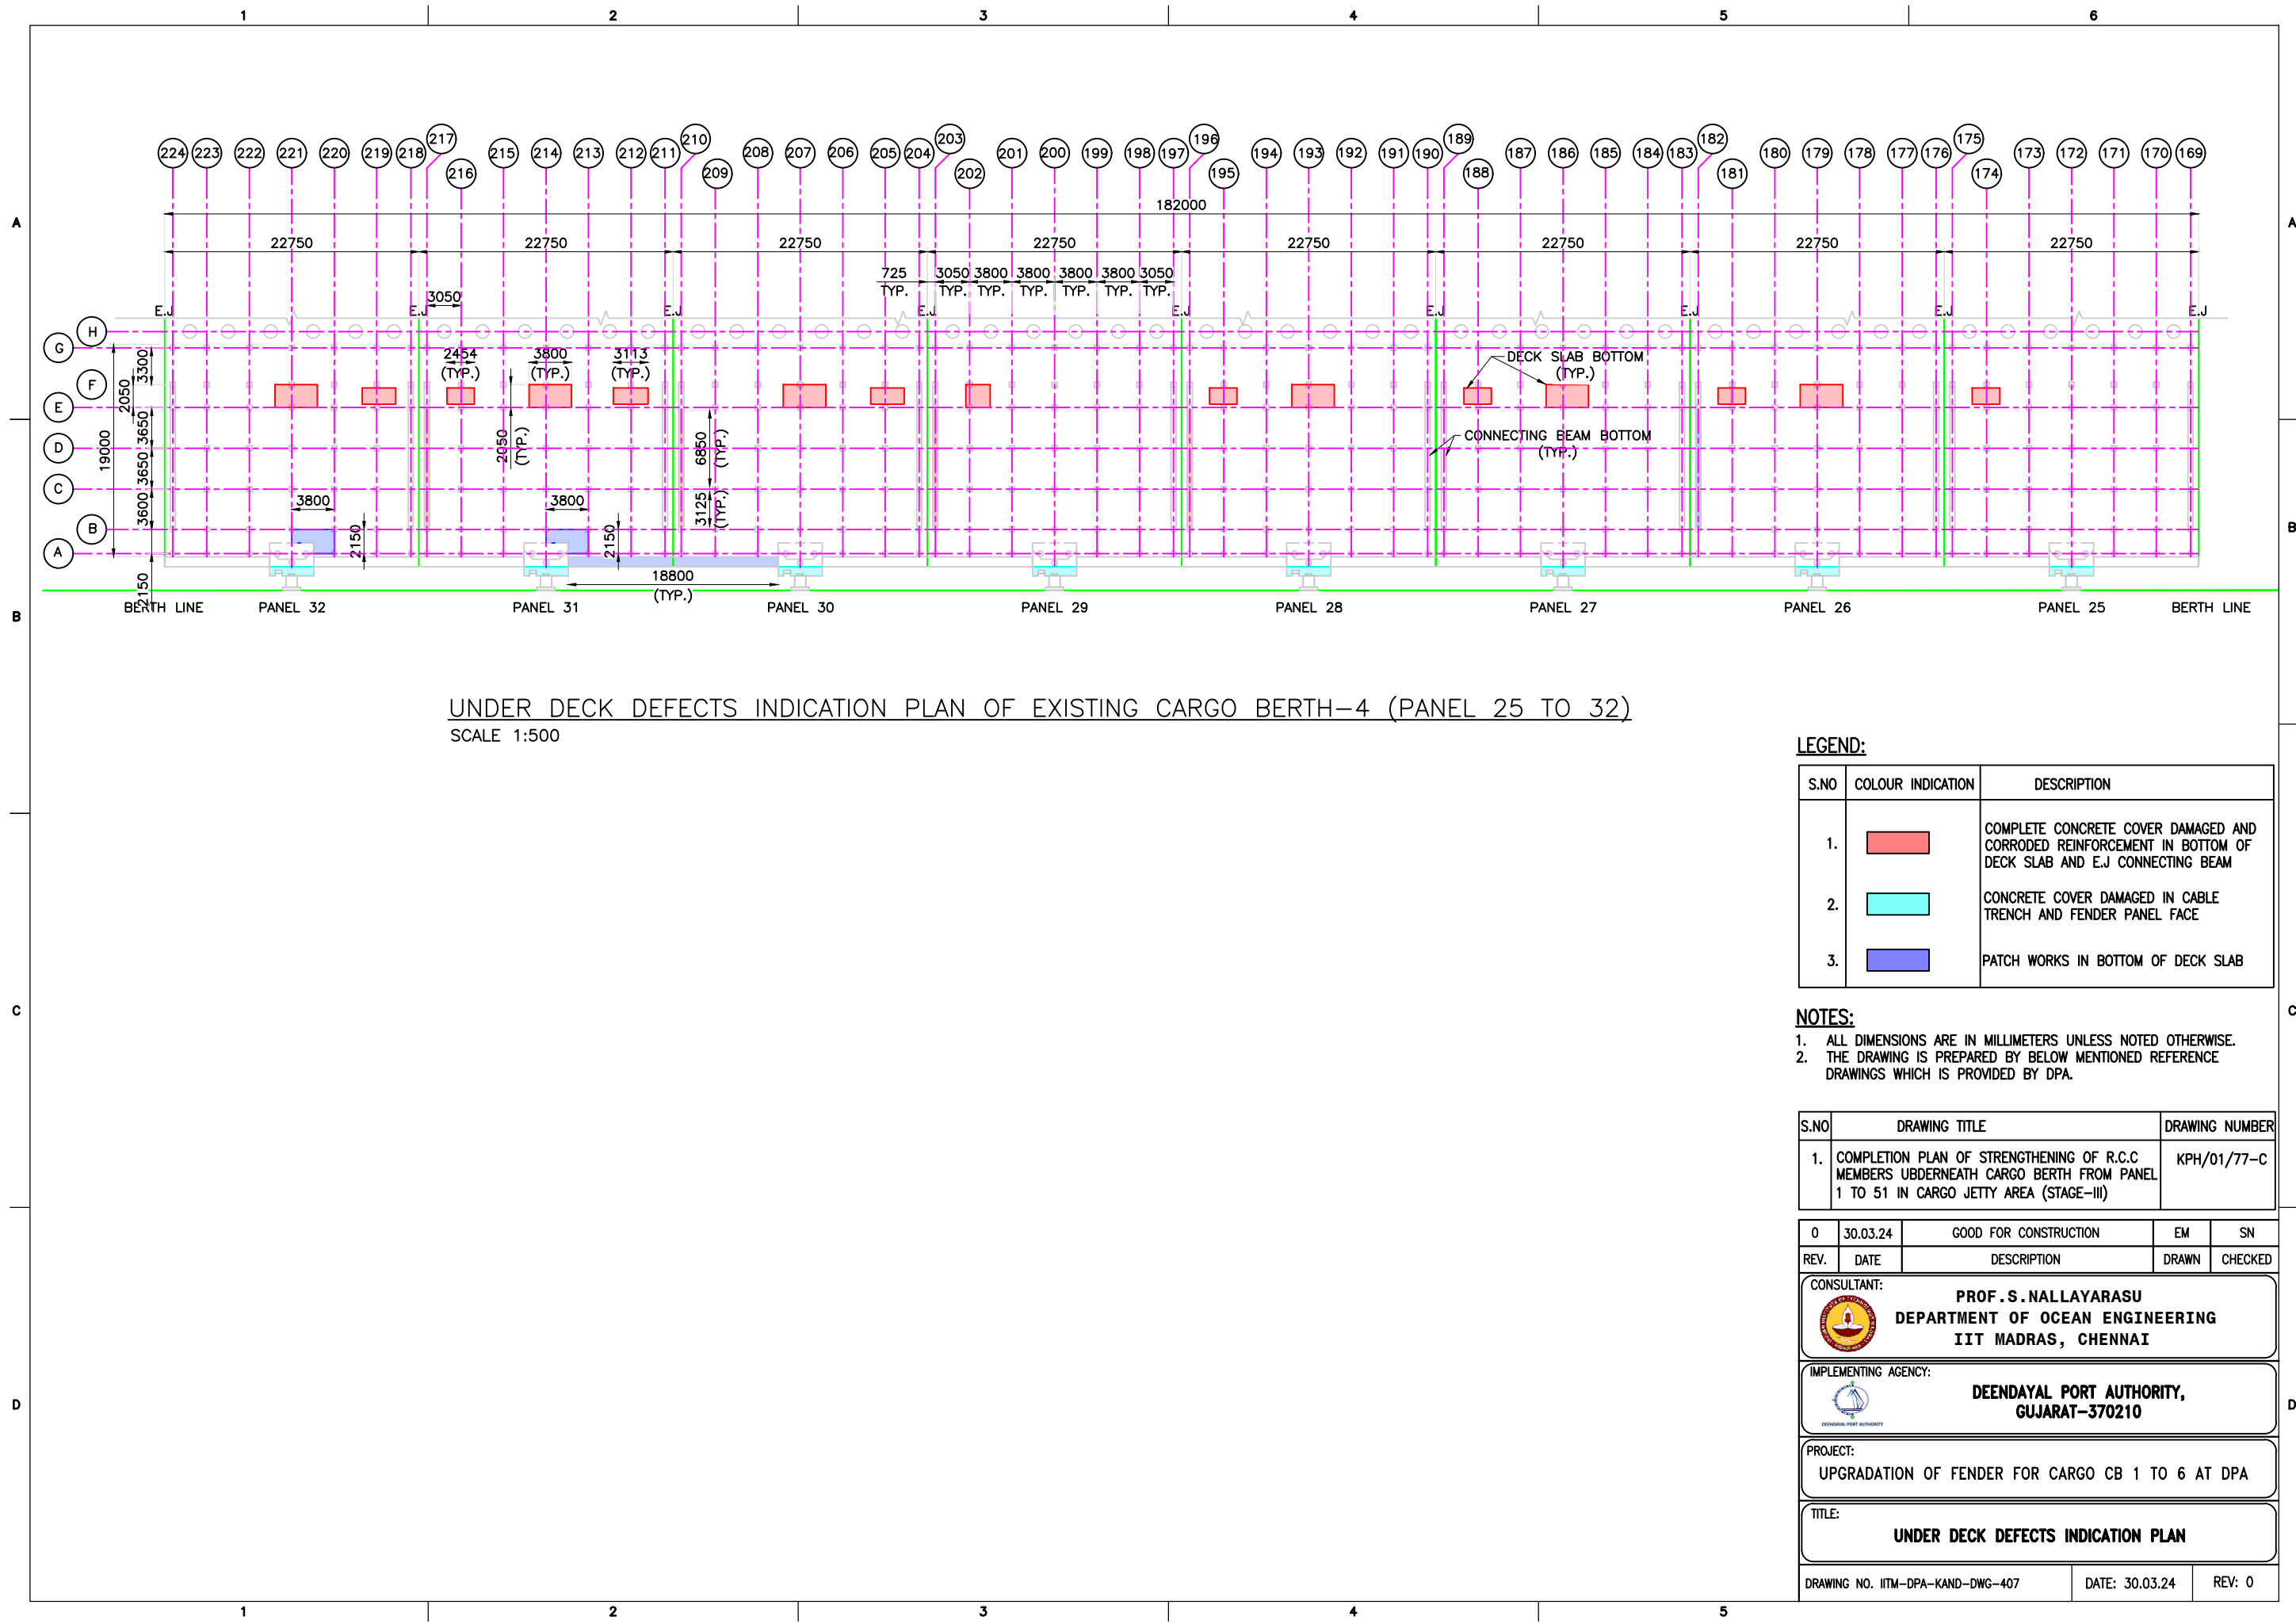 1 2 3 4 5 6
217 210 203 196 189 182 175
224 223 222 221 220 219 218 215 214 213 212 211 208 207 206 205 204 201 200 199 198 197 194 193 192 191 190 187 186 185 184 183 180 179 178 177 176 173 172 171 170 169
216 209 202 195 188 181 174
182000
A A
22750 22750 22750 22750 22750 22750 22750 22750
725 3050 3800 3800 3800 3800 3050
TYP. TYP. TYP. TYP. TYP. TYP. TYP.
3050
E.J E.J E.J E.J E.J E.J E.J E.J E.J
H
G
F
E
D
C
B
A
3300
2050
3650
3650
3600
19000
2150
2454 3800 3113
(TYP.) (TYP.) (TYP.)
DECK SLAB BOTTOM
(TYP.)
2050
(TYP.)
6850
(TYP.)
3125
(TYP.)
CONNECTING BEAM BOTTOM
(TYP.)
3800 3800
2150 2150
18800
(TYP.)
B
BERTH LINE PANEL 32 PANEL 31 PANEL 30 PANEL 29 PANEL 28 PANEL 27 PANEL 26 PANEL 25 BERTH LINE
B
UNDER DECK DEFECTS INDICATION PLAN OF EXISTING CARGO BERTH-4 (PANEL 25 TO 32)
SCALE 1:500
LEGEND:
S.NO COLOUR INDICATION DESCRIPTION
1. COMPLETE CONCRETE COVER DAMAGED AND
CORRODED REINFORCEMENT IN BOTTOM OF
DECK SLAB AND E.J CONNECTING BEAM
2. CONCRETE COVER DAMAGED IN CABLE
TRENCH AND FENDER PANEL FACE
3. PATCH WORKS IN BOTTOM OF DECK SLAB
C C
NOTES:
1. ALL DIMENSIONS ARE IN MILLIMETERS UNLESS NOTED OTHERWISE.
2. THE DRAWING IS PREPARED BY BELOW MENTIONED REFERENCE
DRAWINGS WHICH IS PROVIDED BY DPA.
S.NO DRAWING TITLE DRAWING NUMBER
1. COMPLETION PLAN OF STRENGTHENING OF R.C.C KPH/01/77-C
MEMBERS UBDERNEATH CARGO BERTH FROM PANEL
1 TO 51 IN CARGO JETTY AREA (STAGE-III)
0 30.03.24 GOOD FOR CONSTRUCTION EM SN
REV. DATE DESCRIPTION DRAWN CHECKED
CONSULTANT:
PROF.S.NALLAYARASU
DEPARTMENT OF OCEAN ENGINEERING
IIT MADRAS, CHENNAI
IMPLEMENTING AGENCY:
DEENDAYAL PORT AUTHORITY,
GUJARAT-370210
DEENDAYAL PORT AUTHORITY
D D
PROJECT:
UPGRADATION OF FENDER FOR CARGO CB 1 TO 6 AT DPA
TITLE:
UNDER DECK DEFECTS INDICATION PLAN
DRAWING NO. IITM-DPA-KAND-DWG-407 DATE: 30.03.24 REV: 0
1 2 3 4 5